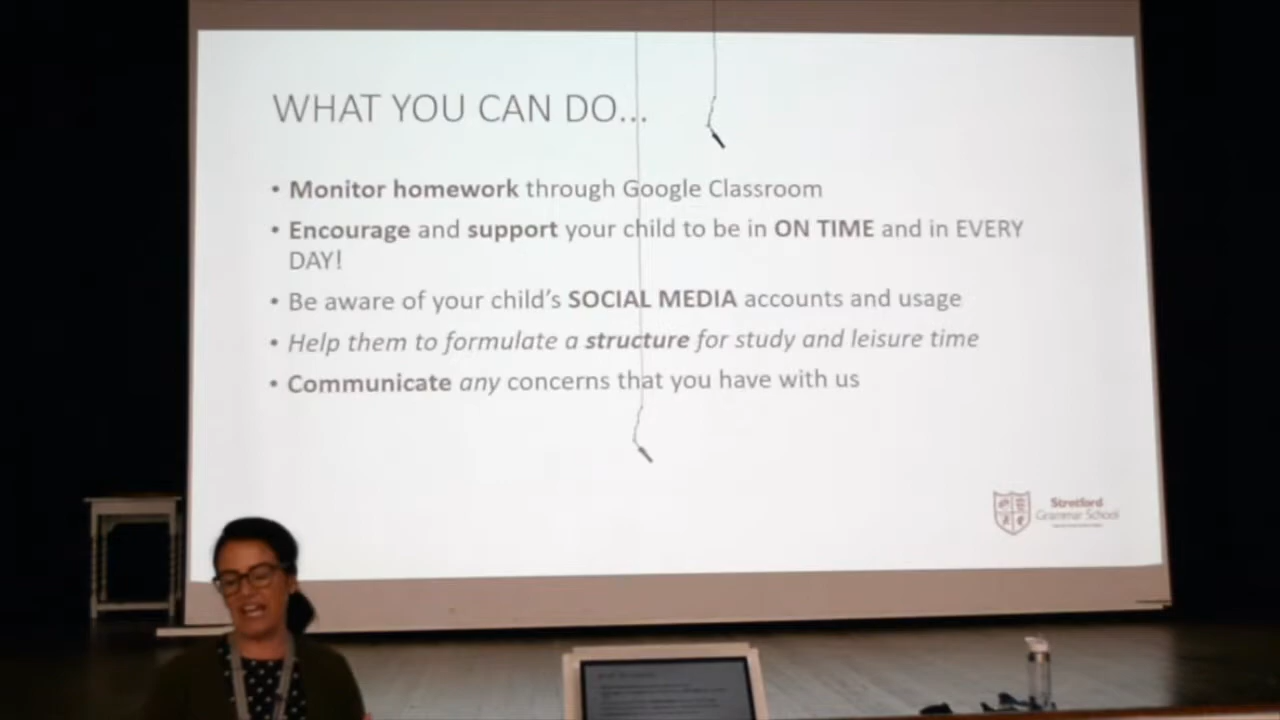 WHAT YOU CAN DO...
• Monitor homework through Google Classroom
• Encourage and support your child to be in ON TIME and in EVERY
DAY!
• Be aware of your child's SOCIAL MEDIA accounts and usage
• Help them to formulate a structure for study and leisure time
• Communicate any concerns that you have with us
Stretford
Grammar School